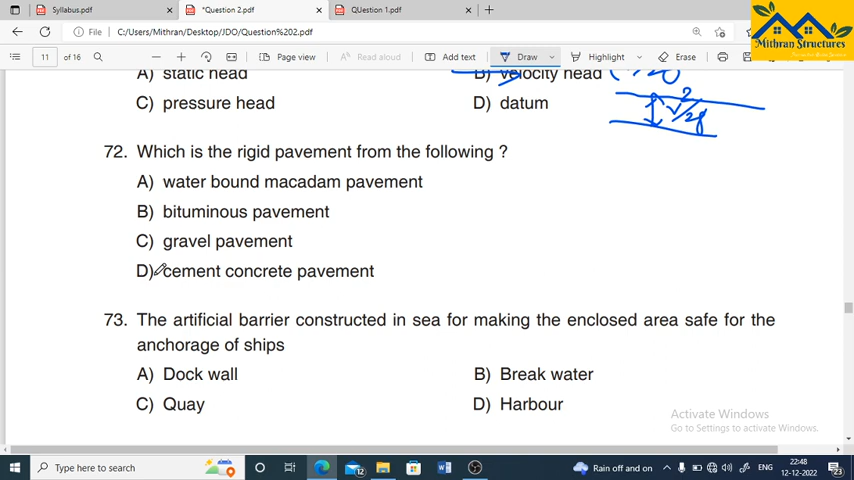 Syllabus.pdf
*Question 2.pdf
QUestion 1.pdf
File
C:/Users/Mithran/Desktop/JDO/Question%202.pdf
Mithran Structures
11 of 16
Page view
Read aloud
Add text
Draw
Highlight
Erase
A) static head
B) velocity head
C) pressure head
D) datum
V²/2g
72. Which is the rigid pavement from the following ?
A) water bound macadam pavement
B) bituminous pavement
C) gravel pavement
D) cement concrete pavement
73. The artificial barrier constructed in sea for making the enclosed area safe for the
anchorage of ships
A) Dock wall
B) Break water
C) Quay
D) Harbour
Activate Windows
Go to Settings to activate Windows.
Type here to search
12
Rain off and on
ENG
22:48
12-12-2022
23